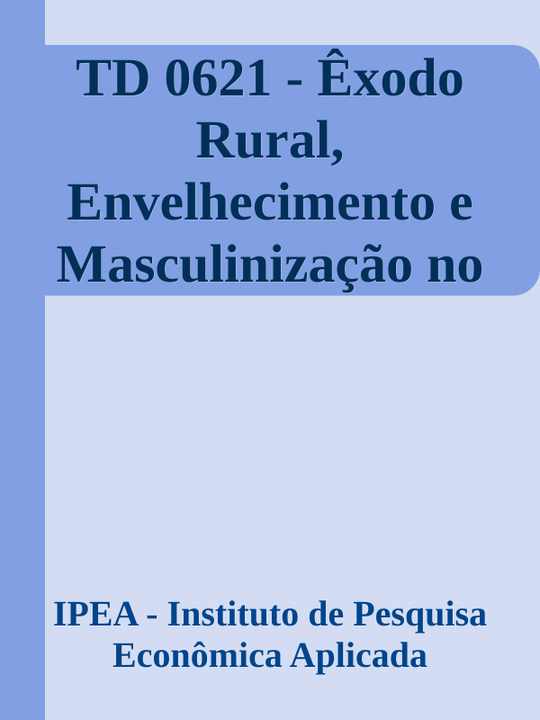 TD 0621 - Êxodo
Rural,
Envelhecimento e
Masculinização no
IPEA - Instituto de Pesquisa
Econômica Aplicada